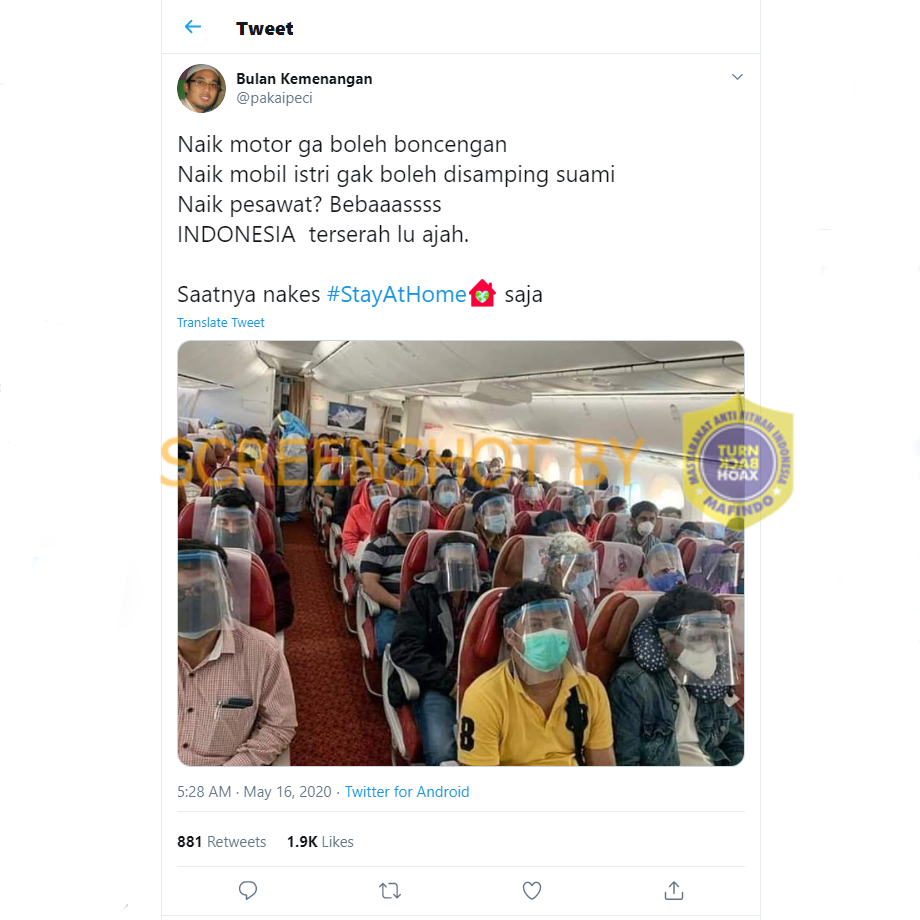 Tweet
Bulan Kemenangan
@pakaipeci
Naik motor ga boleh boncengan
Naik mobil istri gak boleh disamping suami
Naik pesawat? Bebaaassss
INDONESIA  terserah lu ajah.
Saatnya nakes #StayAtHome saja
Translate Tweet
SCREENSHOT BY
MASYARAKAT ANTI FITNAH INDONESIA
TURN
BACK
HOAX
MAFINDO
B
5:28 AM · May 16, 2020 · Twitter for Android
881 Retweets 1.9K Likes